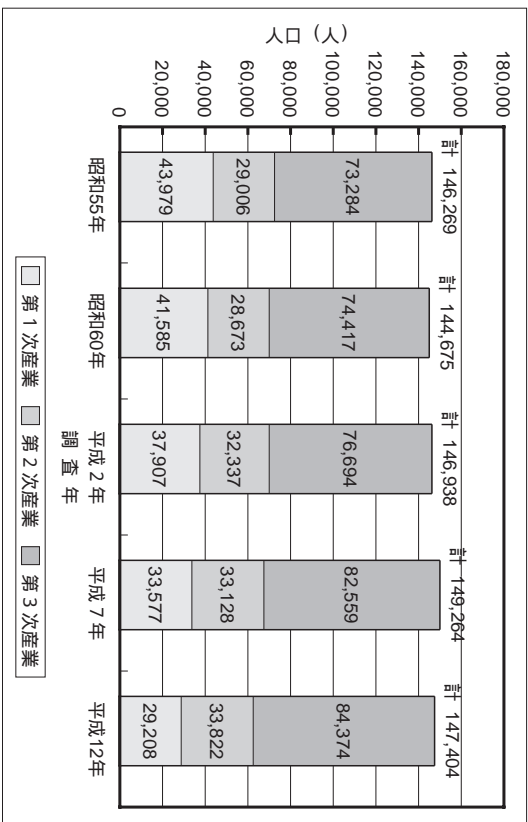 人口（人）
180,000
160,000
140,000
120,000
100,000
80,000
60,000
40,000
20,000
0
計 146,269
73,284
29,006
43,979
昭和55年
計 144,675
74,417
28,673
41,585
昭和60年
計 146,938
76,694
32,337
37,907
平成2年
計 149,264
82,559
33,128
33,577
平成7年
計 147,404
84,374
33,822
29,208
平成12年
調査年
第1次産業 第2次産業 第3次産業